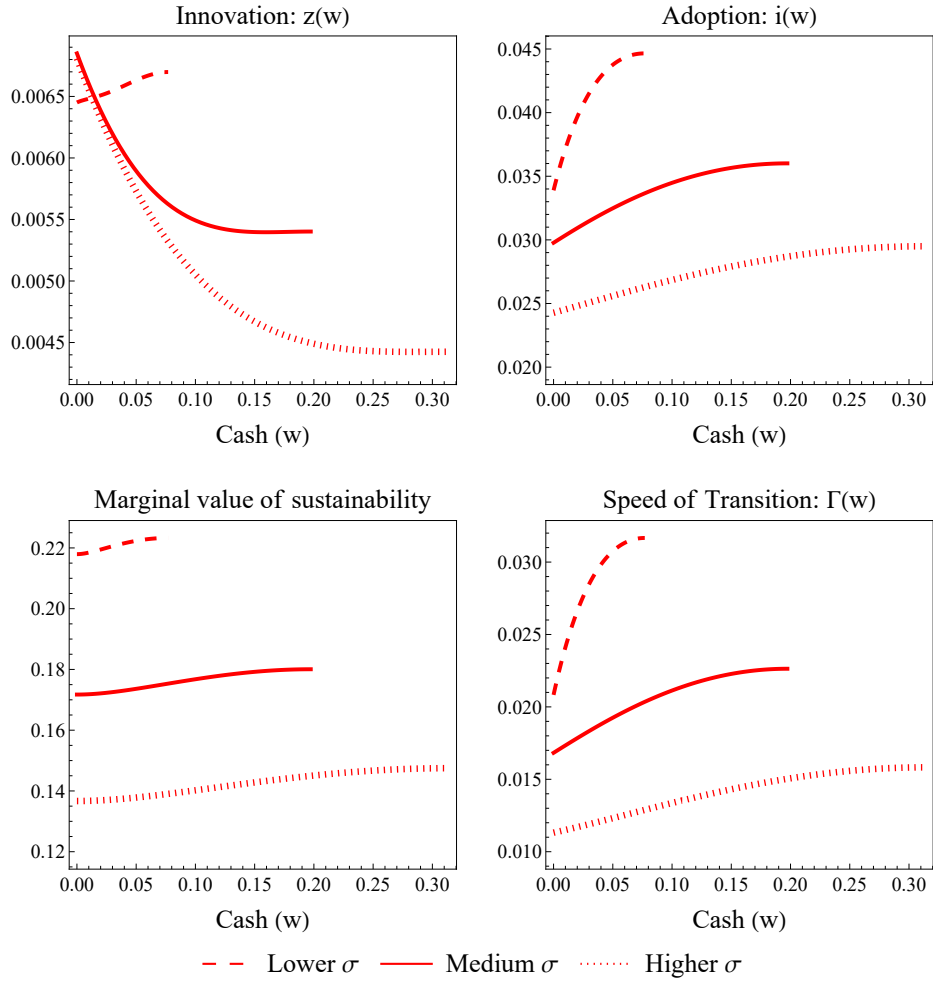 Innovation: z(w)
0.0065
0.0060
0.0055
0.0050
0.0045
0.00 0.05 0.10 0.15 0.20 0.25 0.30
Cash (w)
Adoption: i(w)
0.045
0.040
0.035
0.030
0.025
0.020
0.00 0.05 0.10 0.15 0.20 0.25 0.30
Cash (w)
Marginal value of sustainability
0.22
0.20
0.18
0.16
0.14
0.12
0.00 0.05 0.10 0.15 0.20 0.25 0.30
Cash (w)
Speed of Transition: Γ(w)
0.030
0.025
0.020
0.015
0.010
0.00 0.05 0.10 0.15 0.20 0.25 0.30
Cash (w)
Lower σ Medium σ Higher σ